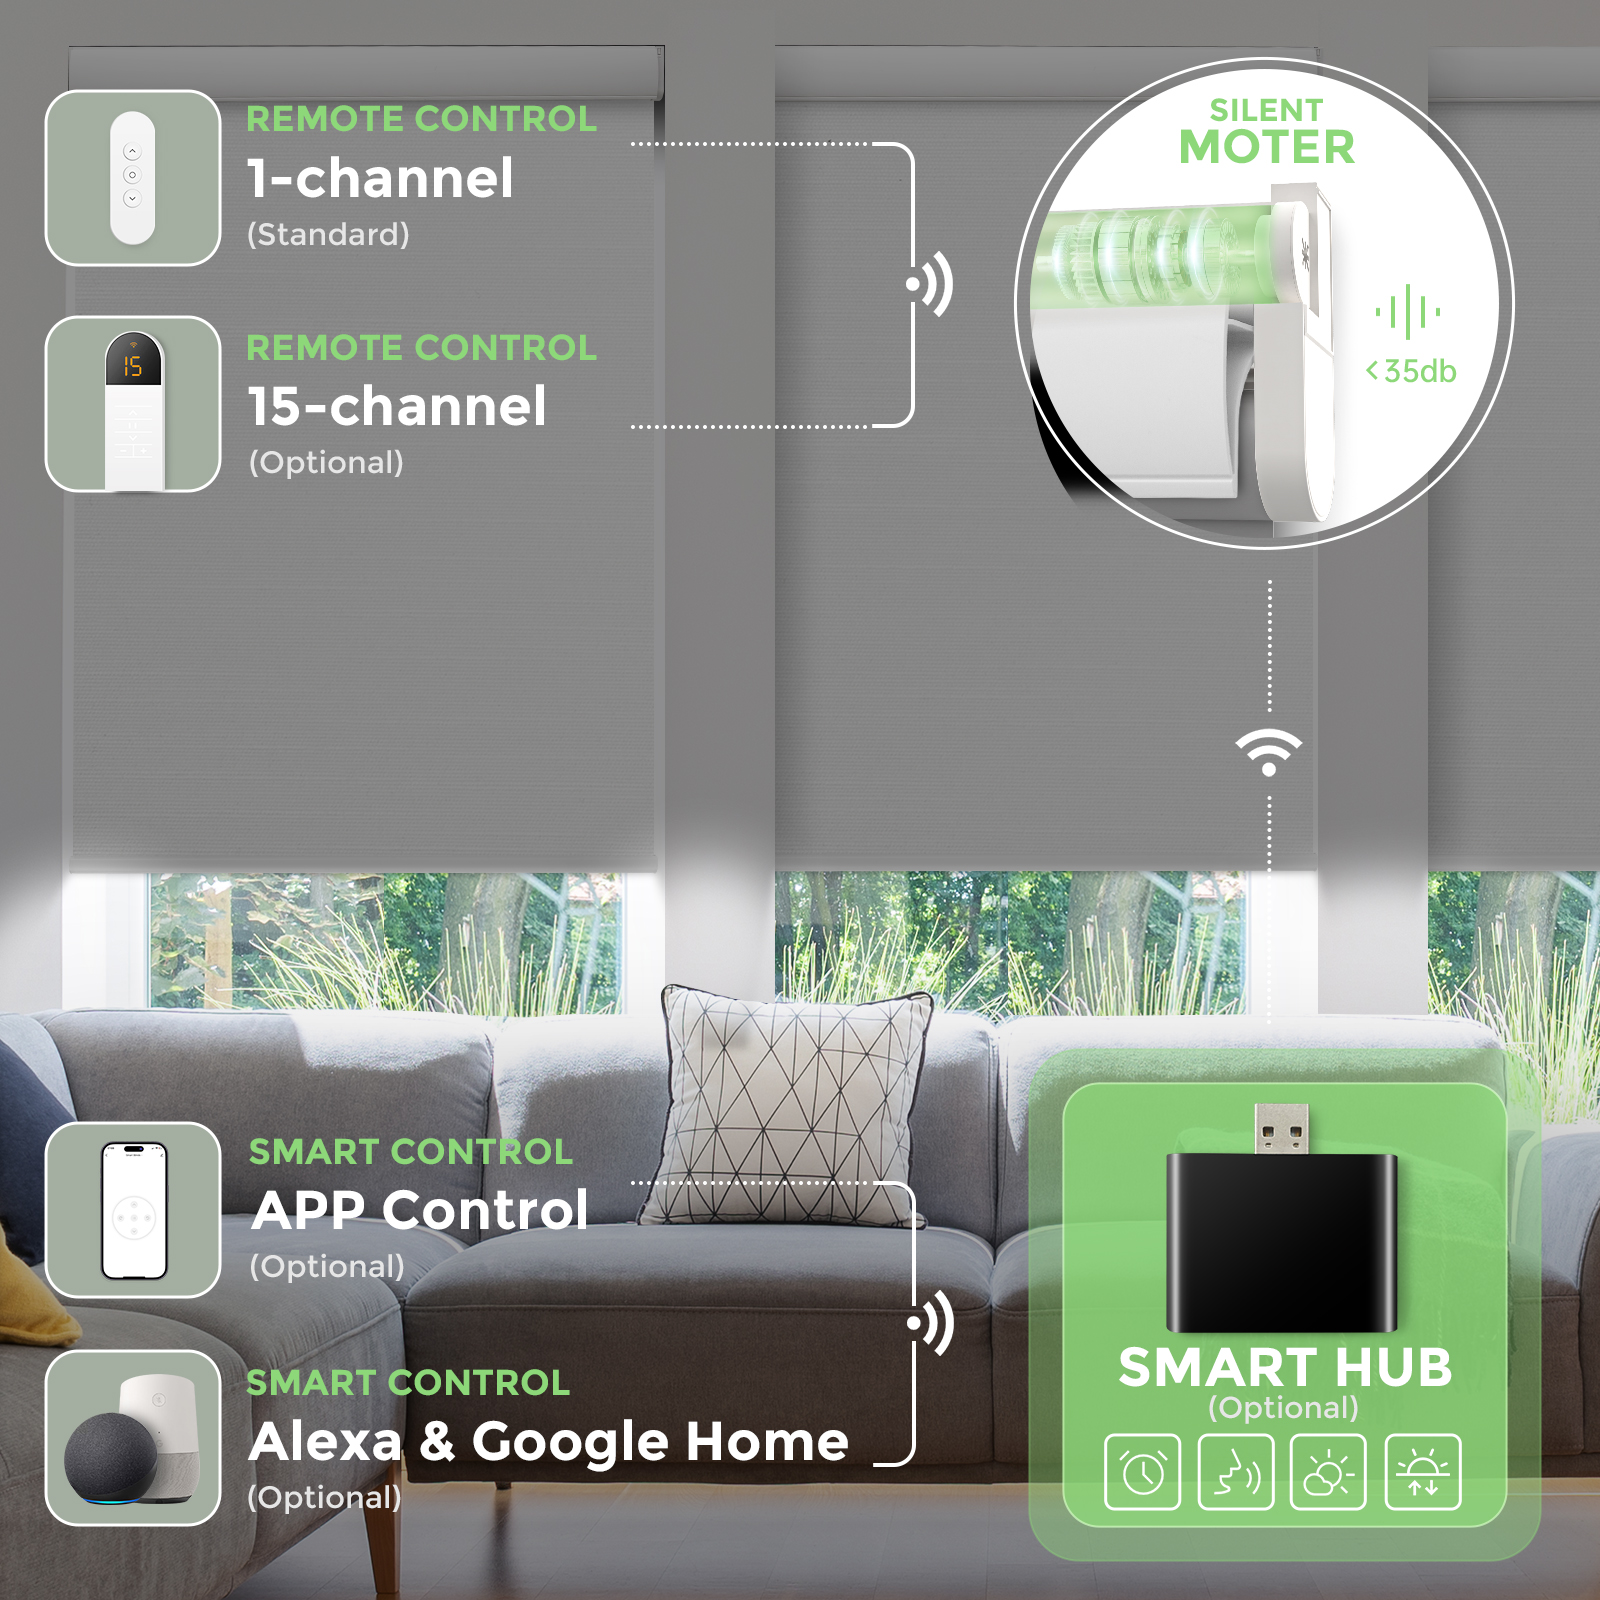 REMOTE CONTROL
1-channel
(Standard)
REMOTE CONTROL
15-channel
(Optional)
15
SILENT
MOTER
<35db
SMART CONTROL
APP Control
(Optional)
SMART CONTROL
Alexa & Google Home
(Optional)
SMART HUB
(Optional)